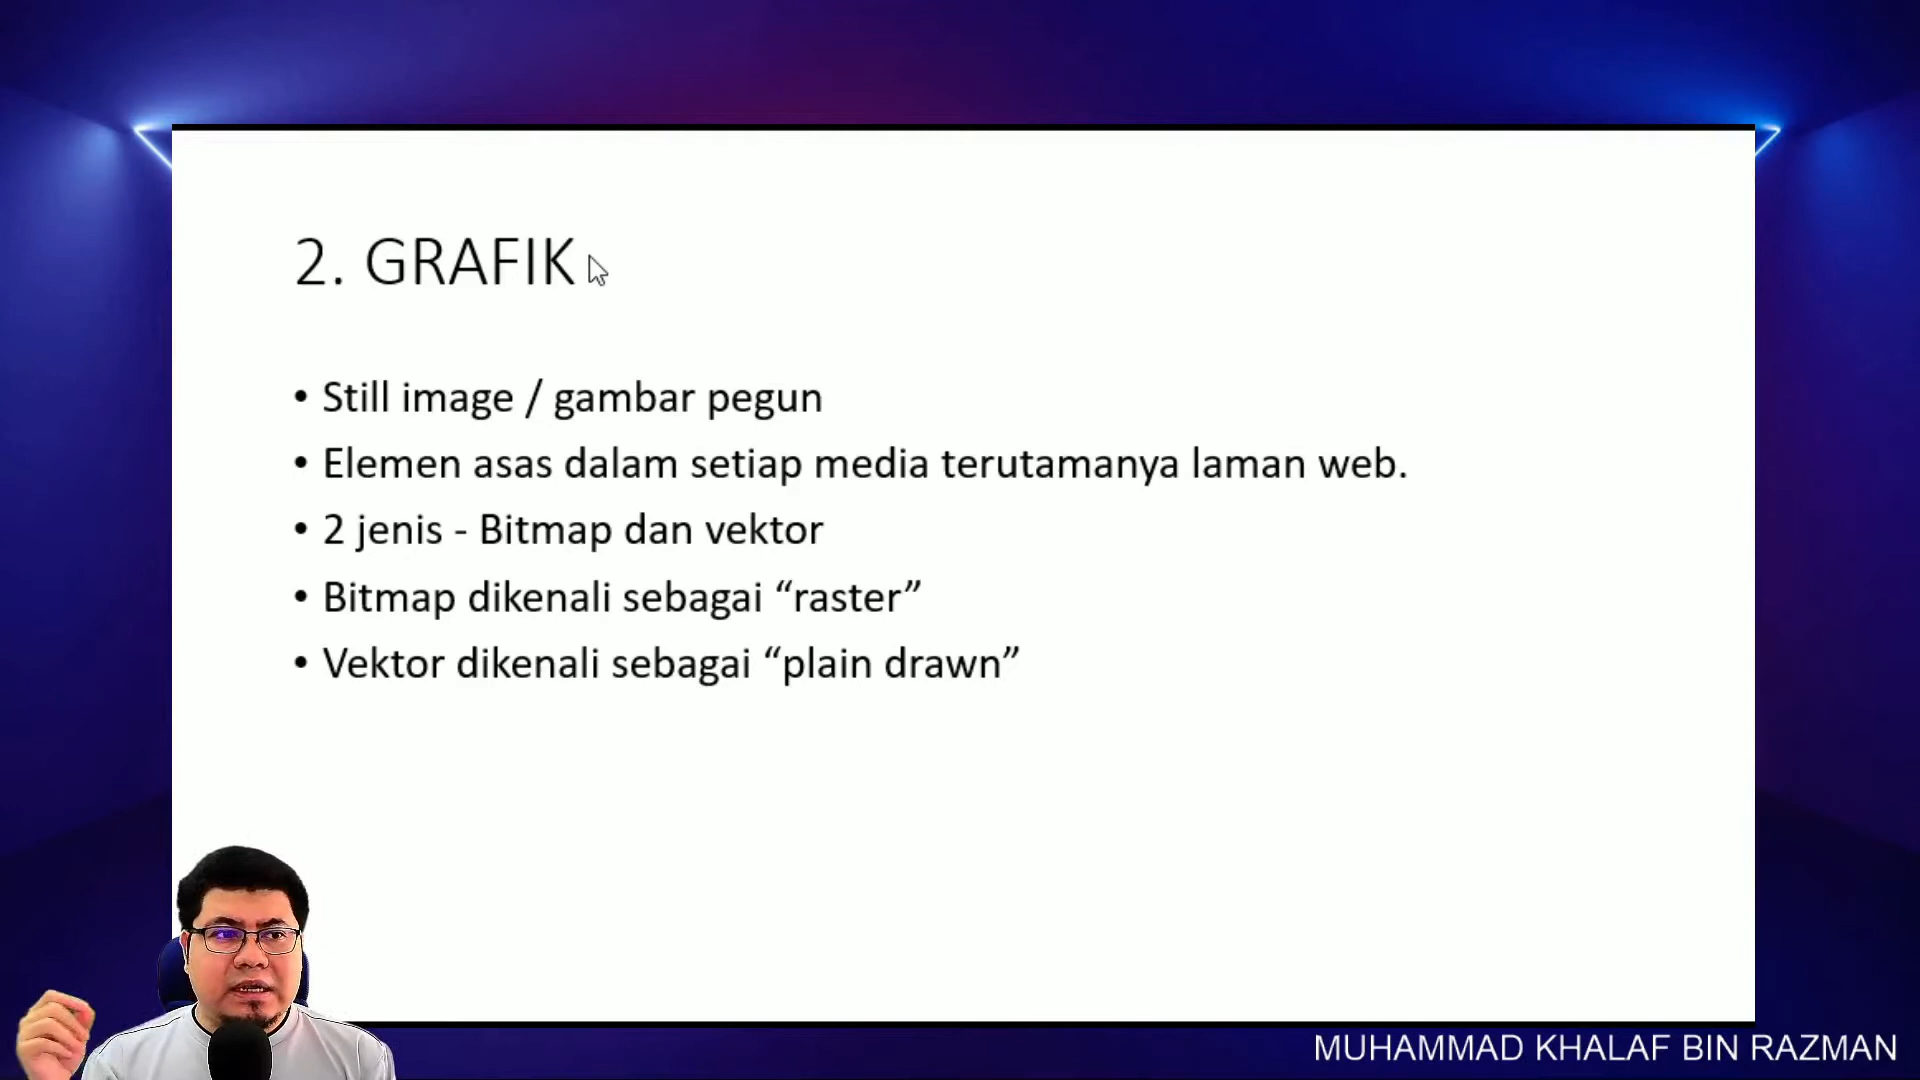 2. GRAFIK
• Still image / gambar pegun
• Elemen asas dalam setiap media terutamanya laman web.
• 2 jenis - Bitmap dan vektor
• Bitmap dikenali sebagai “raster”
• Vektor dikenali sebagai “plain drawn”
MUHAMMAD KHALAF BIN RAZMAN